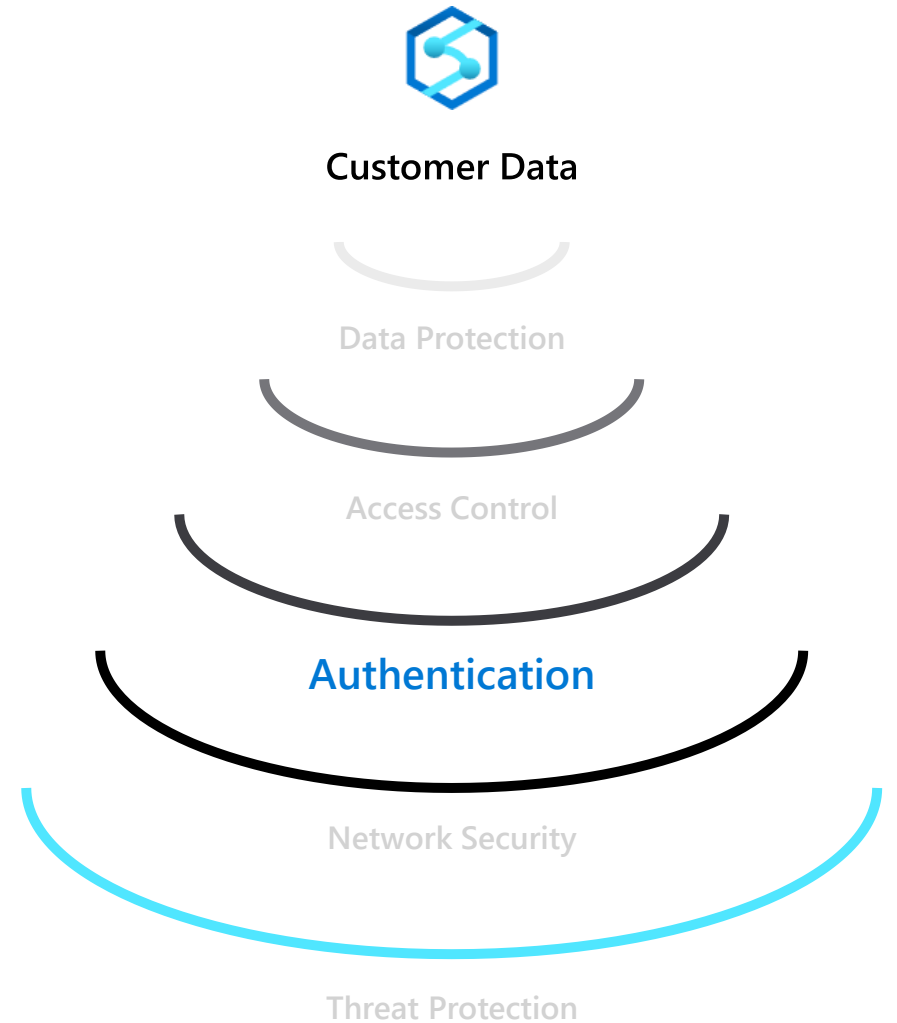 Customer Data
Data Protection
Access Control
Authentication
Network Security
Threat Protection